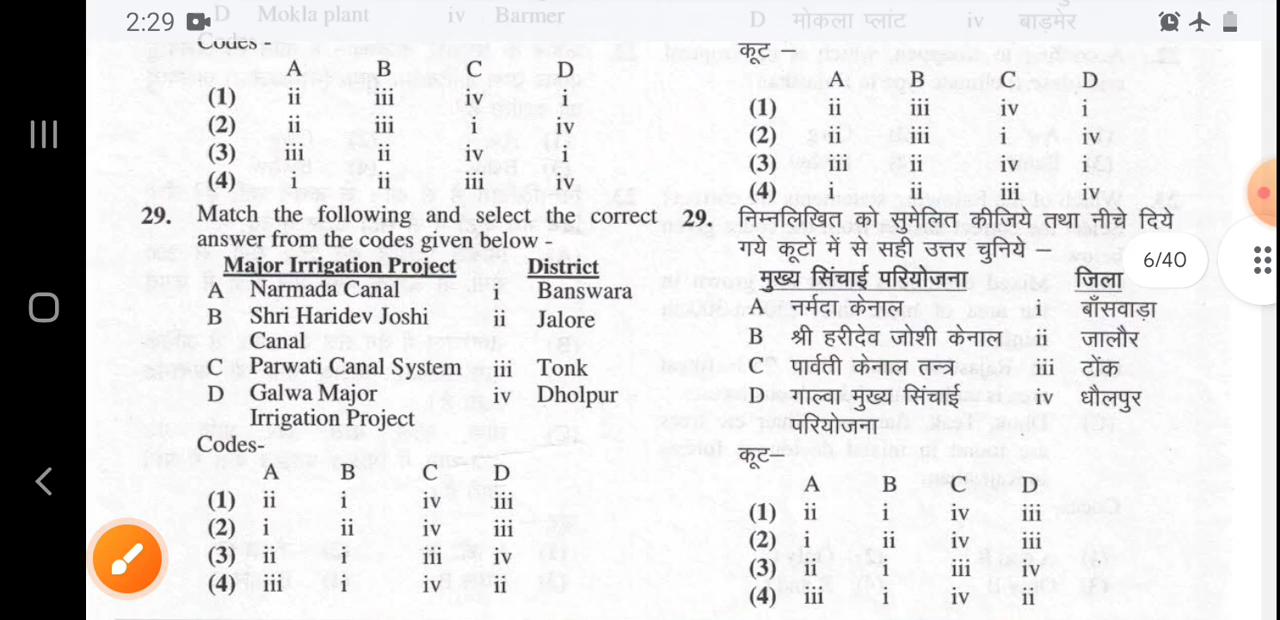 2:29
D Mokla plant iv Barmer
Codes -
A B C D
(1) ii iii iv i
(2) ii iii i iv
(3) iii ii iv i
(4) i ii iii iv
29. Match the following and select the correct
answer from the codes given below -
Major Irrigation Project District
A Narmada Canal i Banswara
B Shri Haridev Joshi ii Jalore
Canal
C Parwati Canal System iii Tonk
D Galwa Major iv Dholpur
Irrigation Project
Codes-
A B C D
(1) ii i iv iii
(2) i ii iv iii
(3) ii i iii iv
(4) iii i iv ii
D मोकला प्लांट iv बाड़मेर
कूट –
A B C D
(1) ii iii iv i
(2) ii iii i iv
(3) iii ii iv i
(4) i ii iii iv
29. निम्नलिखित को सुमेलित कीजिये तथा नीचे दिये
गये कूटों में से सही उत्तर चुनिये –
मुख्य सिंचाई परियोजना जिला
A नर्मदा केनाल i बाँसवाड़ा
B श्री हरीदेव जोशी केनाल ii जालौर
C पार्वती केनाल तन्त्र iii टोंक
D गाल्वा मुख्य सिंचाई iv धौलपुर
परियोजना
कूट–
A B C D
(1) ii i iv iii
(2) i ii iv iii
(3) ii i iii iv
(4) iii i iv ii
6/40